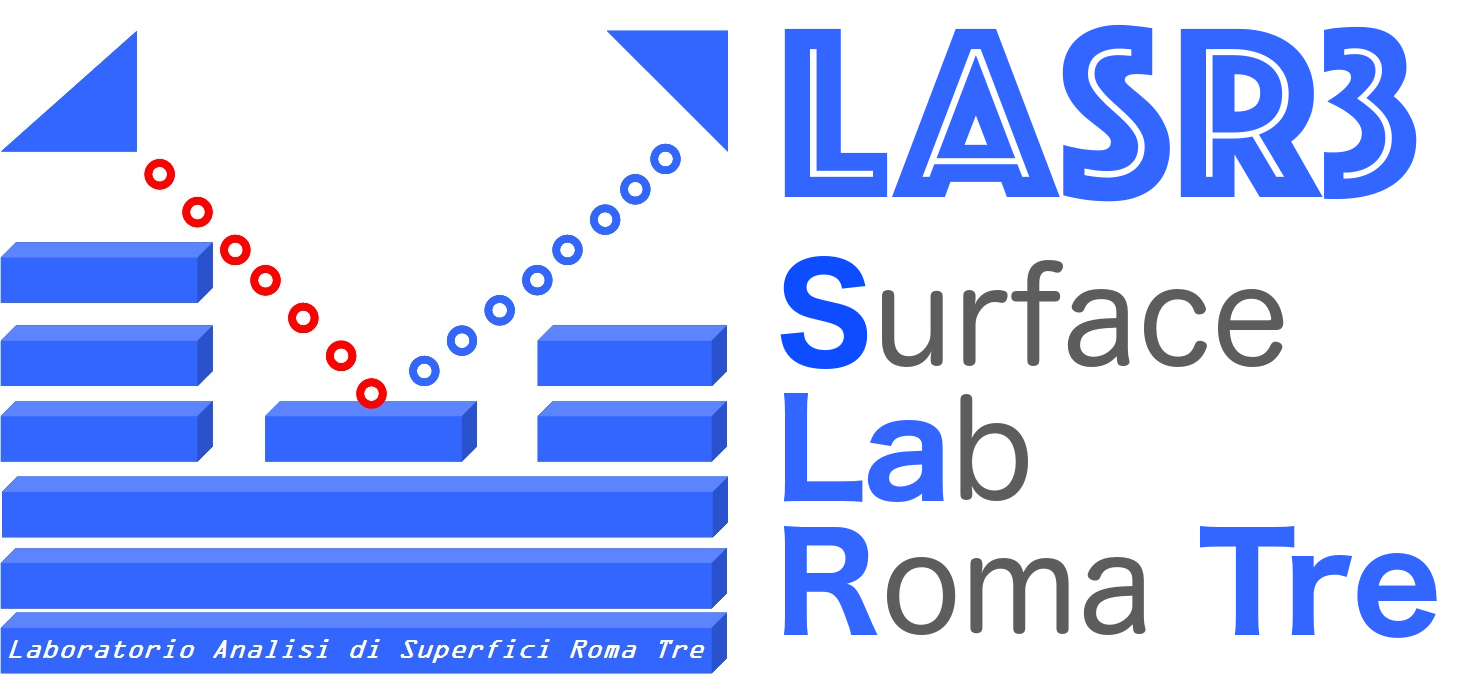 LASR3
Surface
Lab
Roma Tre
Laboratorio Analisi di Superfici Roma Tre